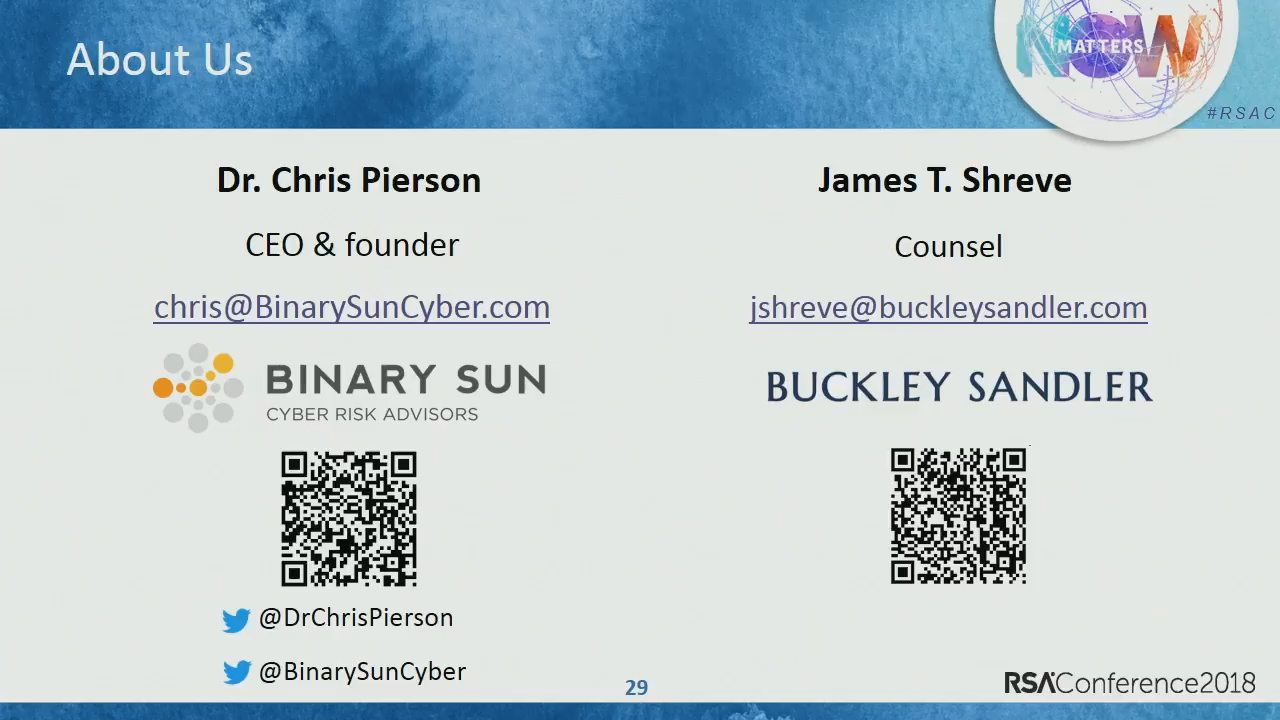 About Us
NOW
MATTERS
#RSAC
Dr. Chris Pierson
CEO & founder
chris@BinarySunCyber.com
BINARY SUN
CYBER RISK ADVISORS
@DrChrisPierson
@BinarySunCyber
James T. Shreve
Counsel
jshreve@buckleysandler.com
BUCKLEY SANDLER
29
RSAConference2018